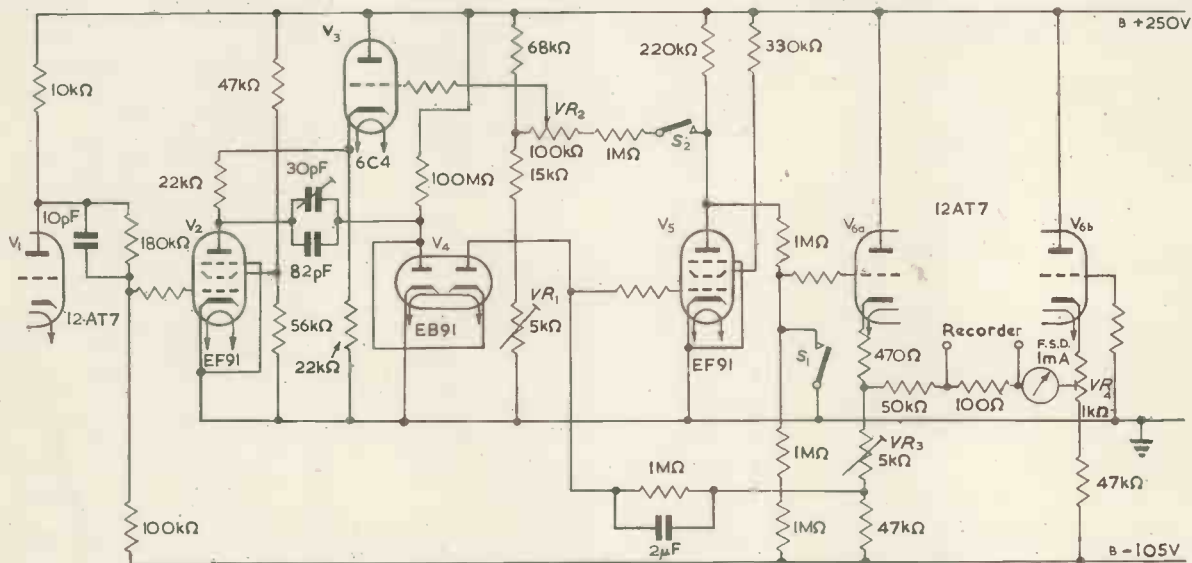 B +250V
V3
68kΩ
220kΩ
330kΩ
10kΩ
47kΩ
VR2
S2
6C4
100kΩ
1MΩ
30pF
15kΩ
22kΩ
100MΩ
12AT7
10pF
V1
V2
V4
V5
V6a
V6b
180kΩ
1MΩ
82pF
VR1
5kΩ
Recorder
12AT7
56kΩ
EB91
F.S.D.
1mA
EF91
22kΩ
EF91
S1
470Ω
VR4
50kΩ
100Ω
1kΩ
1MΩ
1MΩ
VR3
5kΩ
47kΩ
100kΩ
2μF
1MΩ
47kΩ
B -105V